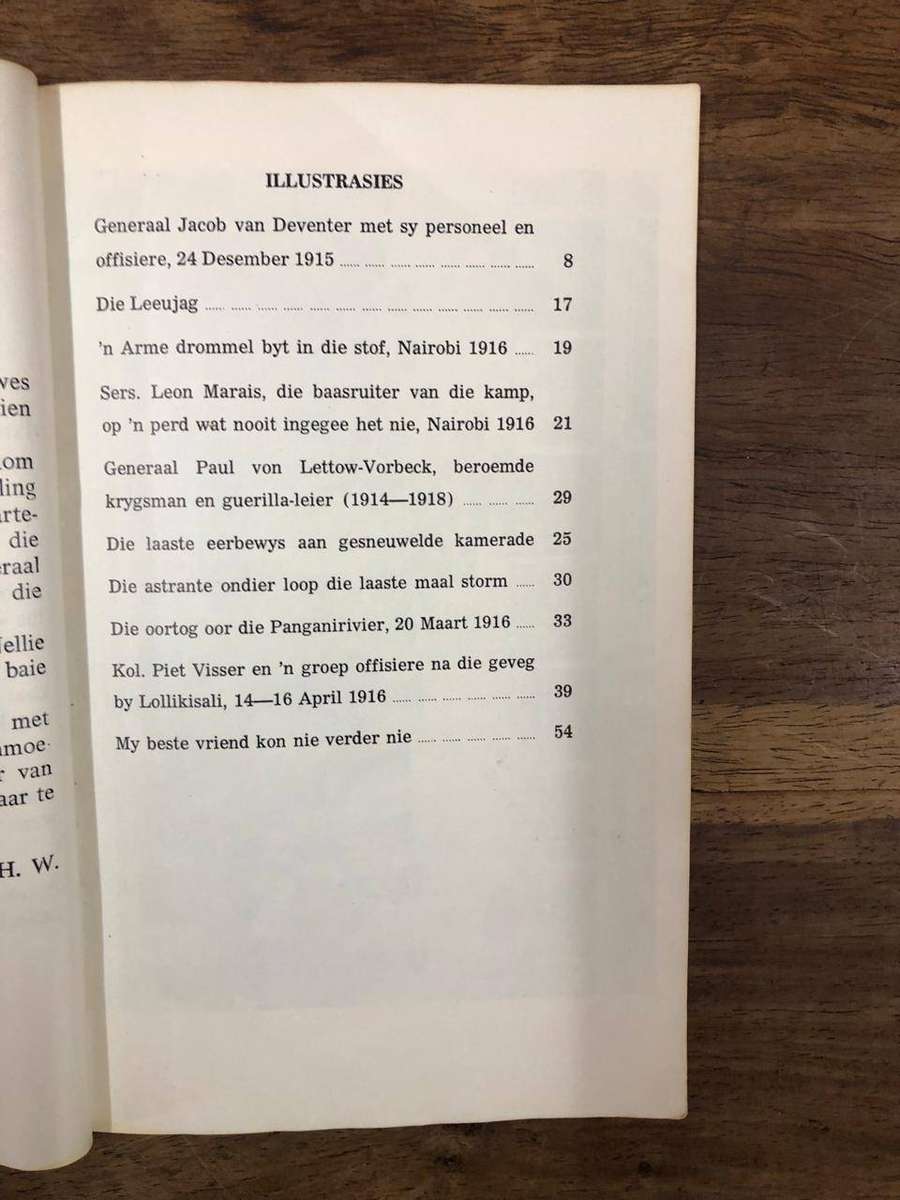 ILLUSTRASIES
Generaal Jacob van Deventer met sy personeel en
offisiere, 24 Desember 1915 ...... ...... ...... ...... ...... ...... ...... ...... 8
Die Leeujag ...... ...... ...... ...... ...... ...... ...... ...... ...... ...... ...... ...... ...... 17
'n Arme drommel byt in die stof, Nairobi 1916 ...... 19
Sers. Leon Marais, die baasruiter van die kamp,
op 'n perd wat nooit ingegee het nie, Nairobi 1916 21
Generaal Paul von Lettow-Vorbeck, beroemde
krygsman en guerilla-leier (1914—1918) ...... ...... ...... 29
Die laaste eerbewys aan gesneuwelde kamerade 25
Die astrante ondier loop die laaste maal storm ...... 30
Die oortog oor die Panganirivier, 20 Maart 1916 ...... 33
Kol. Piet Visser en 'n groep offisiere na die geveg
by Lollikisali, 14—16 April 1916 ...... ...... ...... ...... ...... ...... 39
My beste vriend kon nie verder nie ...... ...... ...... ...... ...... 54
wes
ien
om
ling
arte-
die
eraal
die
ellie
baie
met
moe-
r van
aar te
H. W.